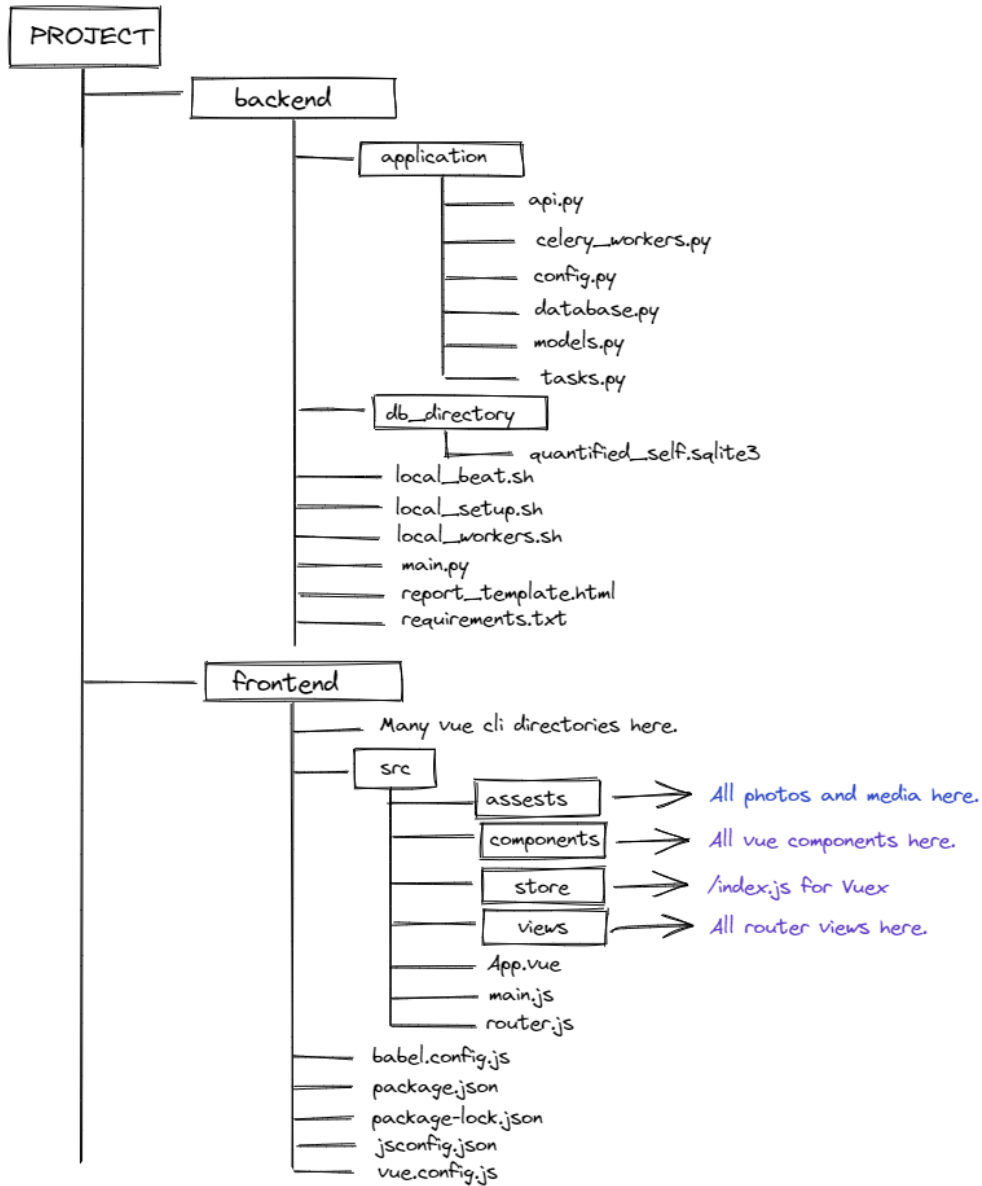 PROJECT
backend
application
api.py
celery_workers.py
config.py
database.py
models.py
tasks.py
db_directory
quantified_self.sqlite3
local_beat.sh
local_setup.sh
local_workers.sh
main.py
report_template.html
requirements.txt
frontend
Many vue cli directories here.
src
assests All photos and media here.
components All vue components here.
store /index.js for Vuex
views All router views here.
App.vue
main.js
router.js
babel.config.js
package.json
package-lock.json
jsconfig.json
vue.config.js